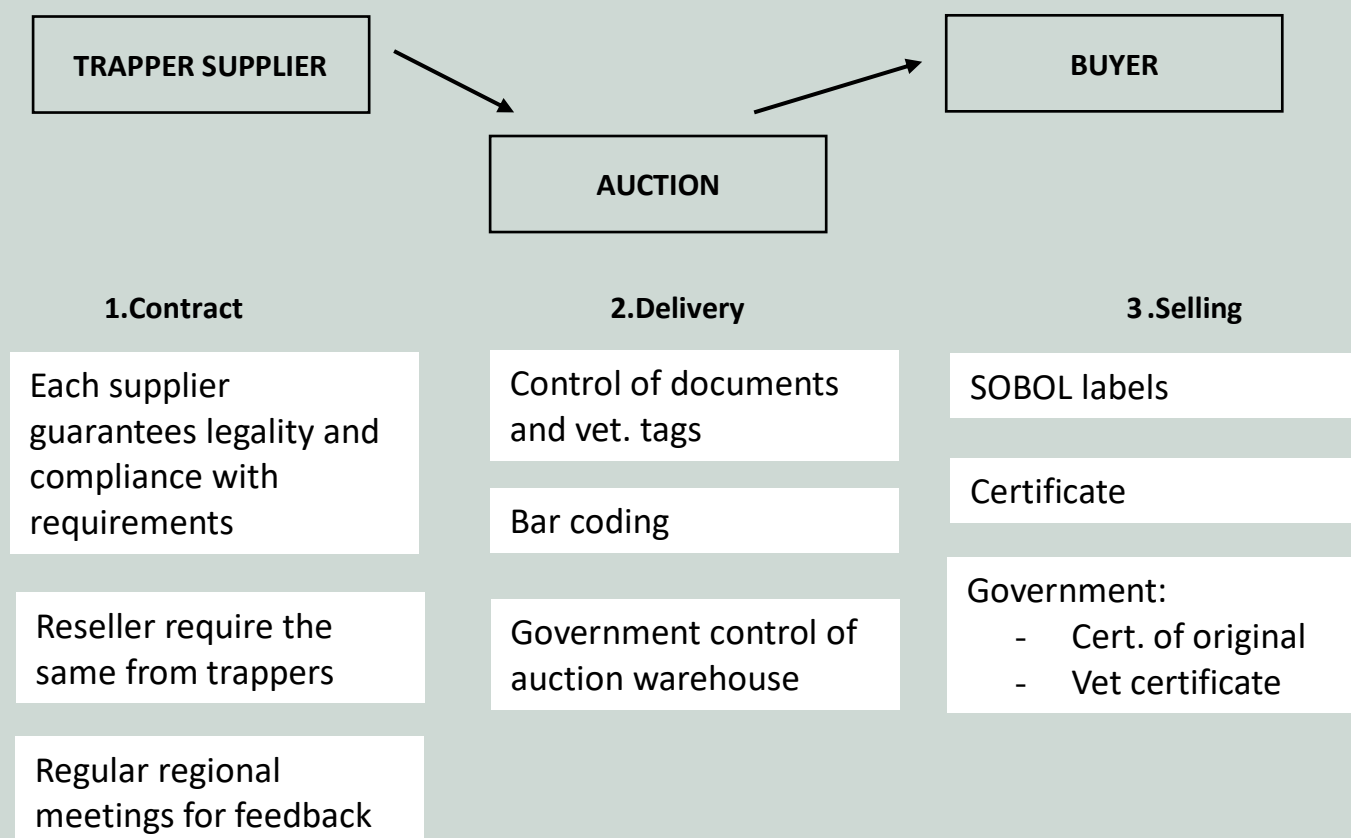 TRAPPER SUPPLIER
BUYER
AUCTION
1.Contract
Each supplier
guarantees legality and
compliance with
requirements
Reseller require the
same from trappers
Regular regional
meetings for feedback
2.Delivery
Control of documents
and vet. tags
Bar coding
Government control of
auction warehouse
3.Selling
SOBOL labels
Certificate
Government:
- Cert. of original
- Vet certificate